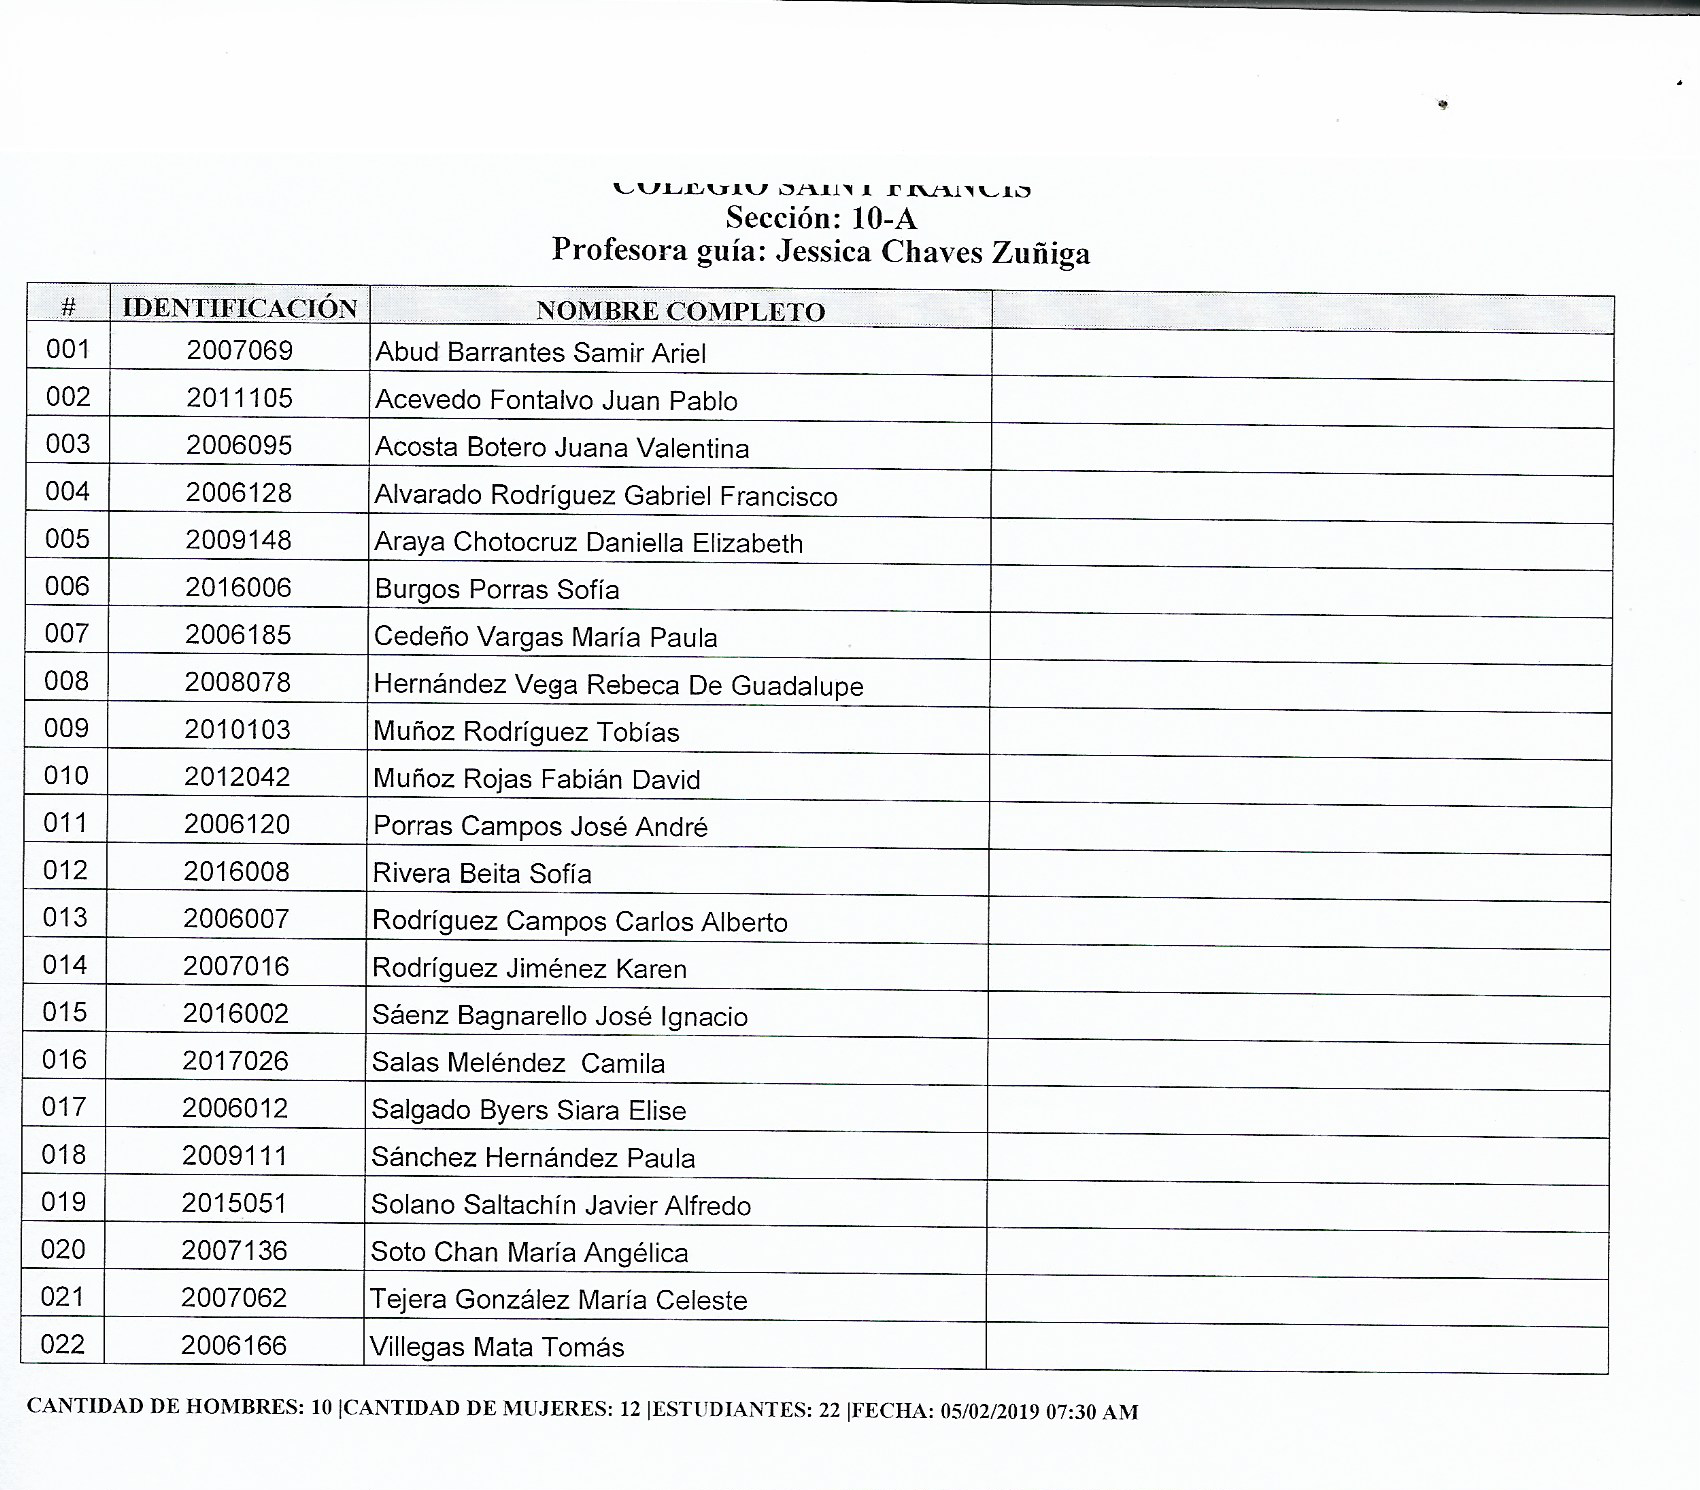 COLEGIO SAINT FRANCIS
Sección: 10-A
Profesora guía: Jessica Chaves Zuñiga
# IDENTIFICACIÓN NOMBRE COMPLETO
001 2007069 Abud Barrantes Samir Ariel
002 2011105 Acevedo Fontalvo Juan Pablo
003 2006095 Acosta Botero Juana Valentina
004 2006128 Alvarado Rodríguez Gabriel Francisco
005 2009148 Araya Chotocruz Daniella Elizabeth
006 2016006 Burgos Porras Sofía
007 2006185 Cedeño Vargas María Paula
008 2008078 Hernández Vega Rebeca De Guadalupe
009 2010103 Muñoz Rodríguez Tobías
010 2012042 Muñoz Rojas Fabián David
011 2006120 Porras Campos José André
012 2016008 Rivera Beita Sofía
013 2006007 Rodríguez Campos Carlos Alberto
014 2007016 Rodríguez Jiménez Karen
015 2016002 Sáenz Bagnarello José Ignacio
016 2017026 Salas Meléndez  Camila
017 2006012 Salgado Byers Siara Elise
018 2009111 Sánchez Hernández Paula
019 2015051 Solano Saltachín Javier Alfredo
020 2007136 Soto Chan María Angélica
021 2007062 Tejera González María Celeste
022 2006166 Villegas Mata Tomás
CANTIDAD DE HOMBRES: 10 |CANTIDAD DE MUJERES: 12 |ESTUDIANTES: 22 |FECHA: 05/02/2019 07:30 AM